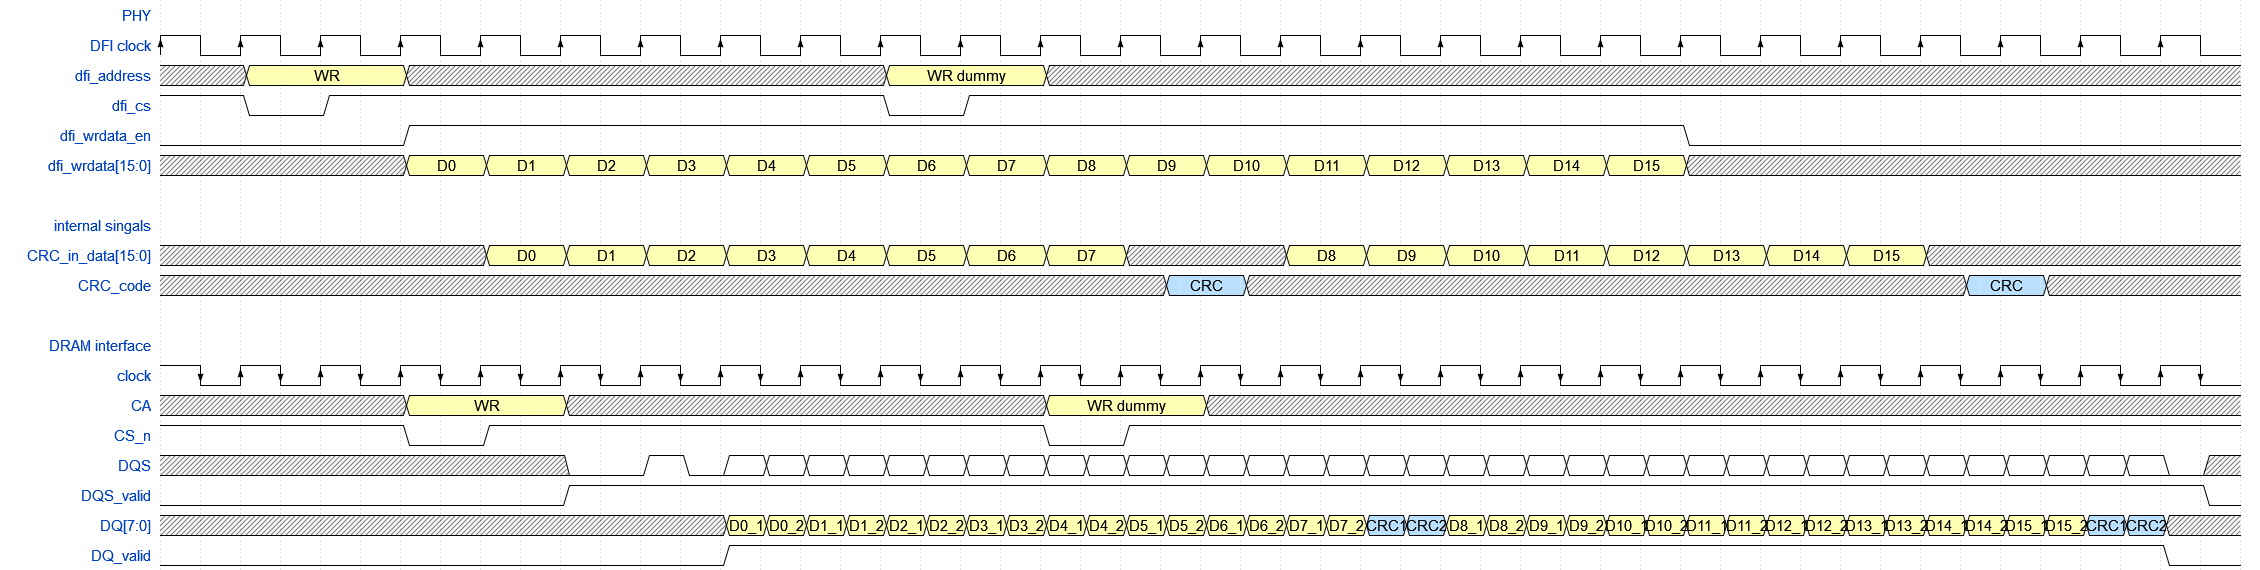 PHY
DFI clock
dfi_address WR WR dummy
dfi_cs
dfi_wrdata_en
dfi_wrdata[15:0] D0 D1 D2 D3 D4 D5 D6 D7 D8 D9 D10 D11 D12 D13 D14 D15
internal singals
CRC_in_data[15:0] D0 D1 D2 D3 D4 D5 D6 D7 D8 D9 D10 D11 D12 D13 D14 D15
CRC_code CRC CRC
DRAM interface
clock
CA WR WR dummy
CS_n
DQS
DQS_valid
DQ[7:0] D0_1 D0_2 D1_1 D1_2 D2_1 D2_2 D3_1 D3_2 D4_1 D4_2 D5_1 D5_2 D6_1 D6_2 D7_1 D7_2 CRC1 CRC2 D8_1 D8_2 D9_1 D9_2 D10_1 D10_2 D11_1 D11_2 D12_1 D12_2 D13_1 D13_2 D14_1 D14_2 D15_1 D15_2 CRC1 CRC2
DQ_valid